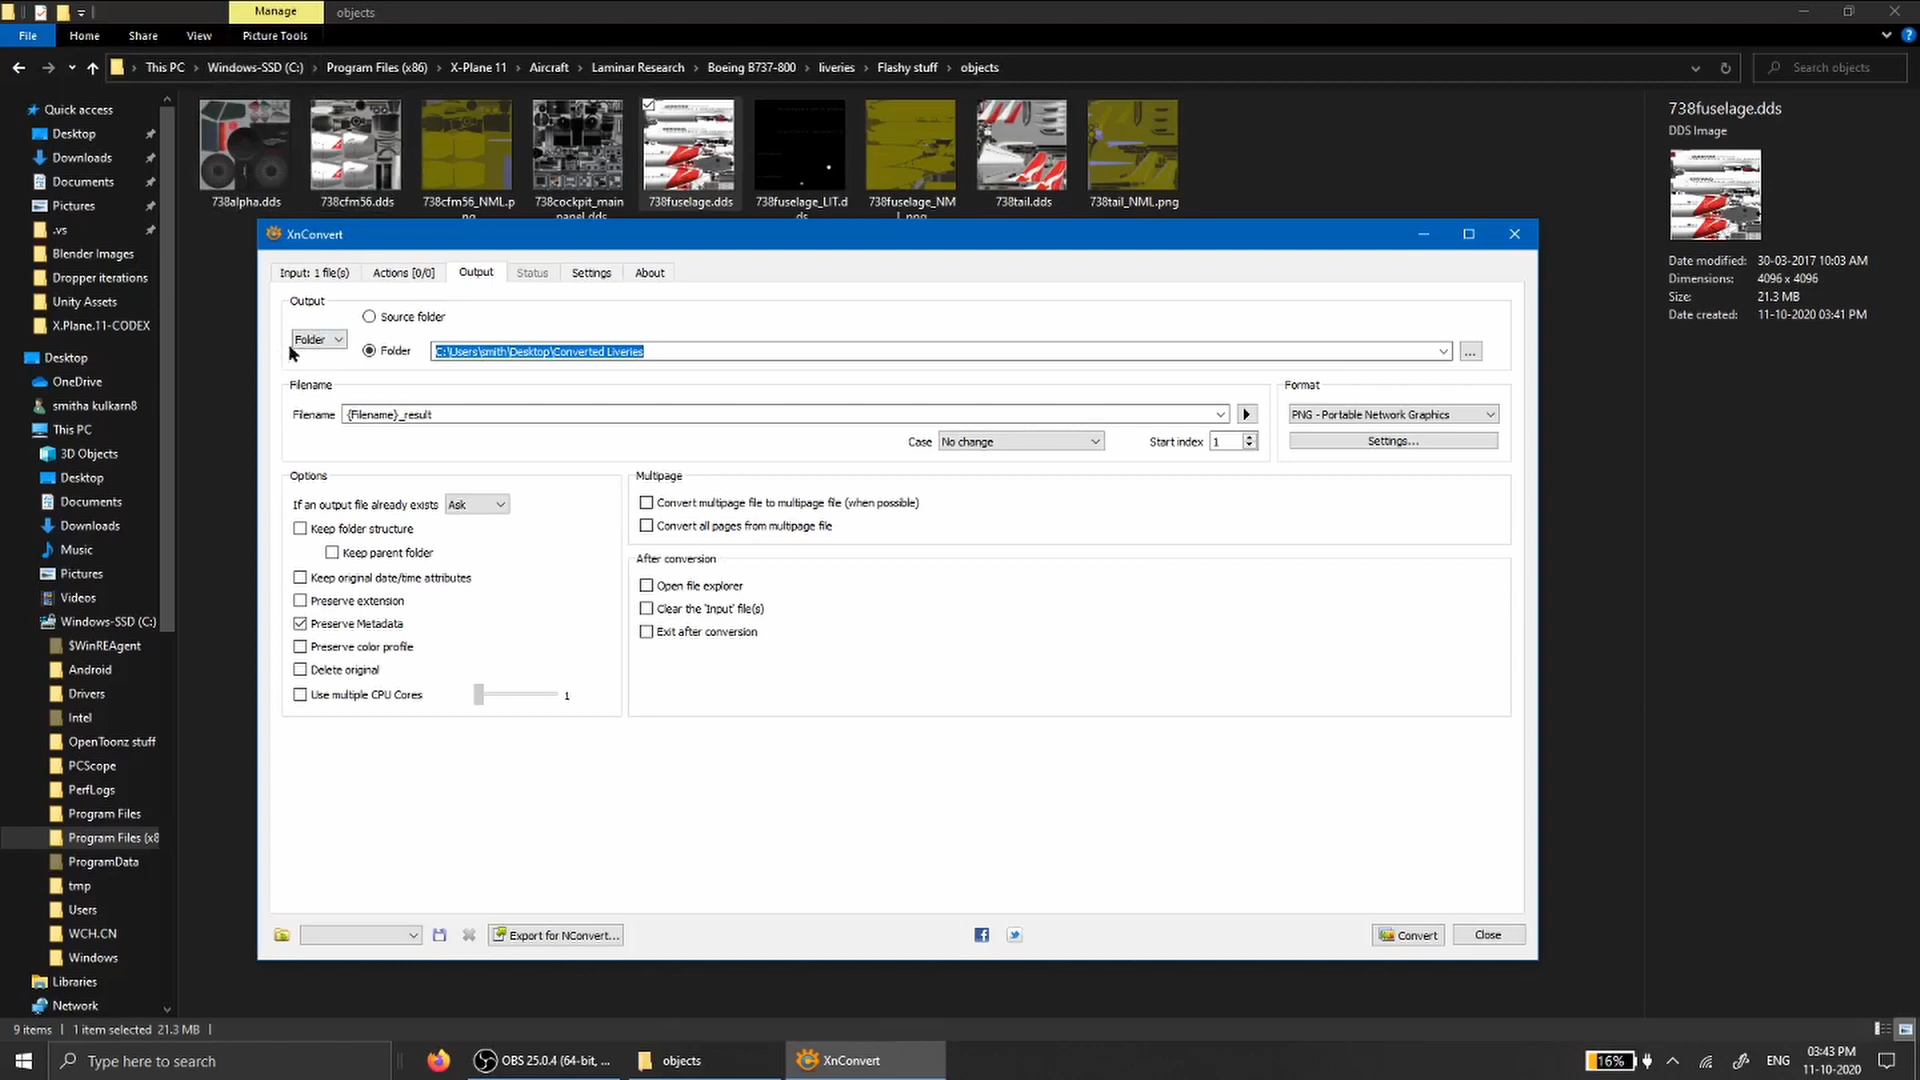 Manage
objects
File
Home
Share
View
Picture Tools
This PC
Windows-SSD (C:)
Program Files (x86)
X-Plane 11
Aircraft
Laminar Research
Boeing B737-800
liveries
Flashy stuff
objects
Search objects
Quick access
Desktop
Downloads
Documents
Pictures
.vs
Blender Images
Dropper iterations
Unity Assets
X.Plane.11-CODEX
Desktop
OneDrive
smitha kulkarn8
This PC
3D Objects
Desktop
Documents
Downloads
Music
Pictures
Videos
Windows-SSD (C:)
$WinREAgent
Android
Drivers
Intel
OpenToonz stuff
PCScope
PerfLogs
Program Files
Program Files (x8
ProgramData
tmp
Users
WCH.CN
Windows
Libraries
Network
738alpha.dds
738cfm56.dds
738cfm56_NML.p
ng
738cockpit_main
panel.dds
738fuselage.dds
738fuselage_LIT.d
ds
738fuselage_NM
L.png
738tail.dds
738tail_NML.png
738fuselage.dds
DDS Image
Date modified: 30-03-2017 10:03 AM
Dimensions: 4096 x 4096
Size: 21.3 MB
Date created: 11-10-2020 03:41 PM
XnConvert
Input: 1 file(s)
Actions [0/0]
Output
Status
Settings
About
Output
Source folder
Folder
Folder
C:\Users\smith\Desktop\Converted Liveries
...
Filename
Filename {Filename}_result
Case No change
Start index 1
Format
PNG - Portable Network Graphics
Settings...
Options
If an output file already exists Ask
Keep folder structure
Keep parent folder
Keep original date/time attributes
Preserve extension
Preserve Metadata
Preserve color profile
Delete original
Use multiple CPU Cores 1
Multipage
Convert multipage file to multipage file (when possible)
Convert all pages from multipage file
After conversion
Open file explorer
Clear the 'Input' file(s)
Exit after conversion
Export for NConvert...
Convert
Close
9 items
1 item selected 21.3 MB
Type here to search
OBS 25.0.4 (64-bit, ...
objects
XnConvert
16%
ENG
03:43 PM
11-10-2020